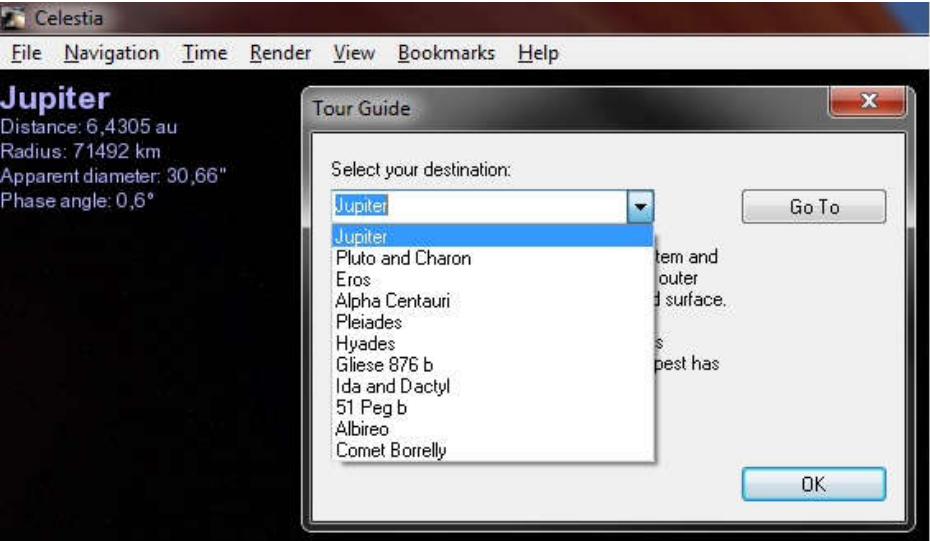 Celestia
File Navigation Time Render View Bookmarks Help
Jupiter
Distance: 6,4305 au
Radius: 71492 km
Apparent diameter: 30,66"
Phase angle: 0,6°
Tour Guide
Select your destination:
Jupiter
Go To
Jupiter
Pluto and Charon
Eros
Alpha Centauri
Pleiades
Hyades
Gliese 876 b
Ida and Dactyl
51 Peg b
Albireo
Comet Borrelly
tem and
outer
surface.
s
pest has
OK